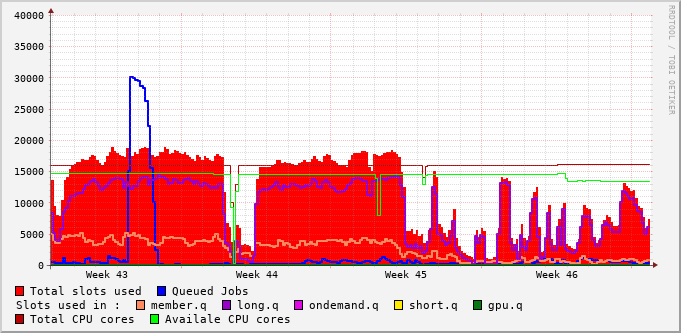 40000
35000
30000
25000
20000
15000
10000
5000
0
Week 43 Week 44 Week 45 Week 46
RRDTOOL / TOBI OETIKER
Total slots used Queued Jobs
Slots used in : member.q long.q ondemand.q short.q gpu.q
Total CPU cores Availale CPU cores